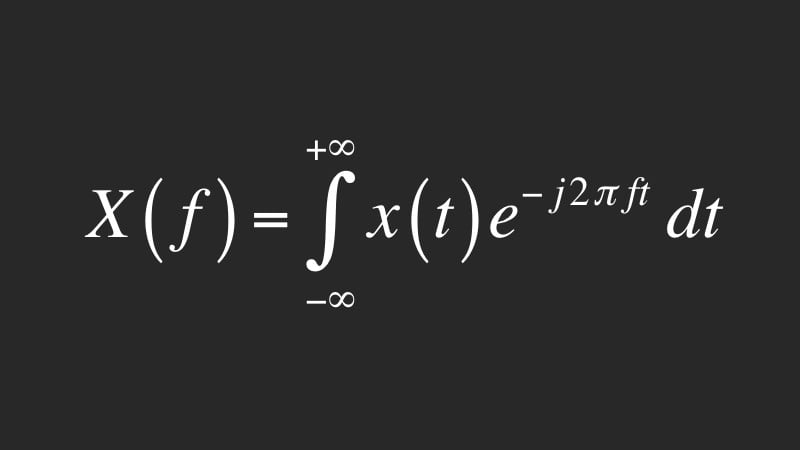 X(f) = ∫_{−∞}^{+∞} x(t)e^{−j2πft} dt